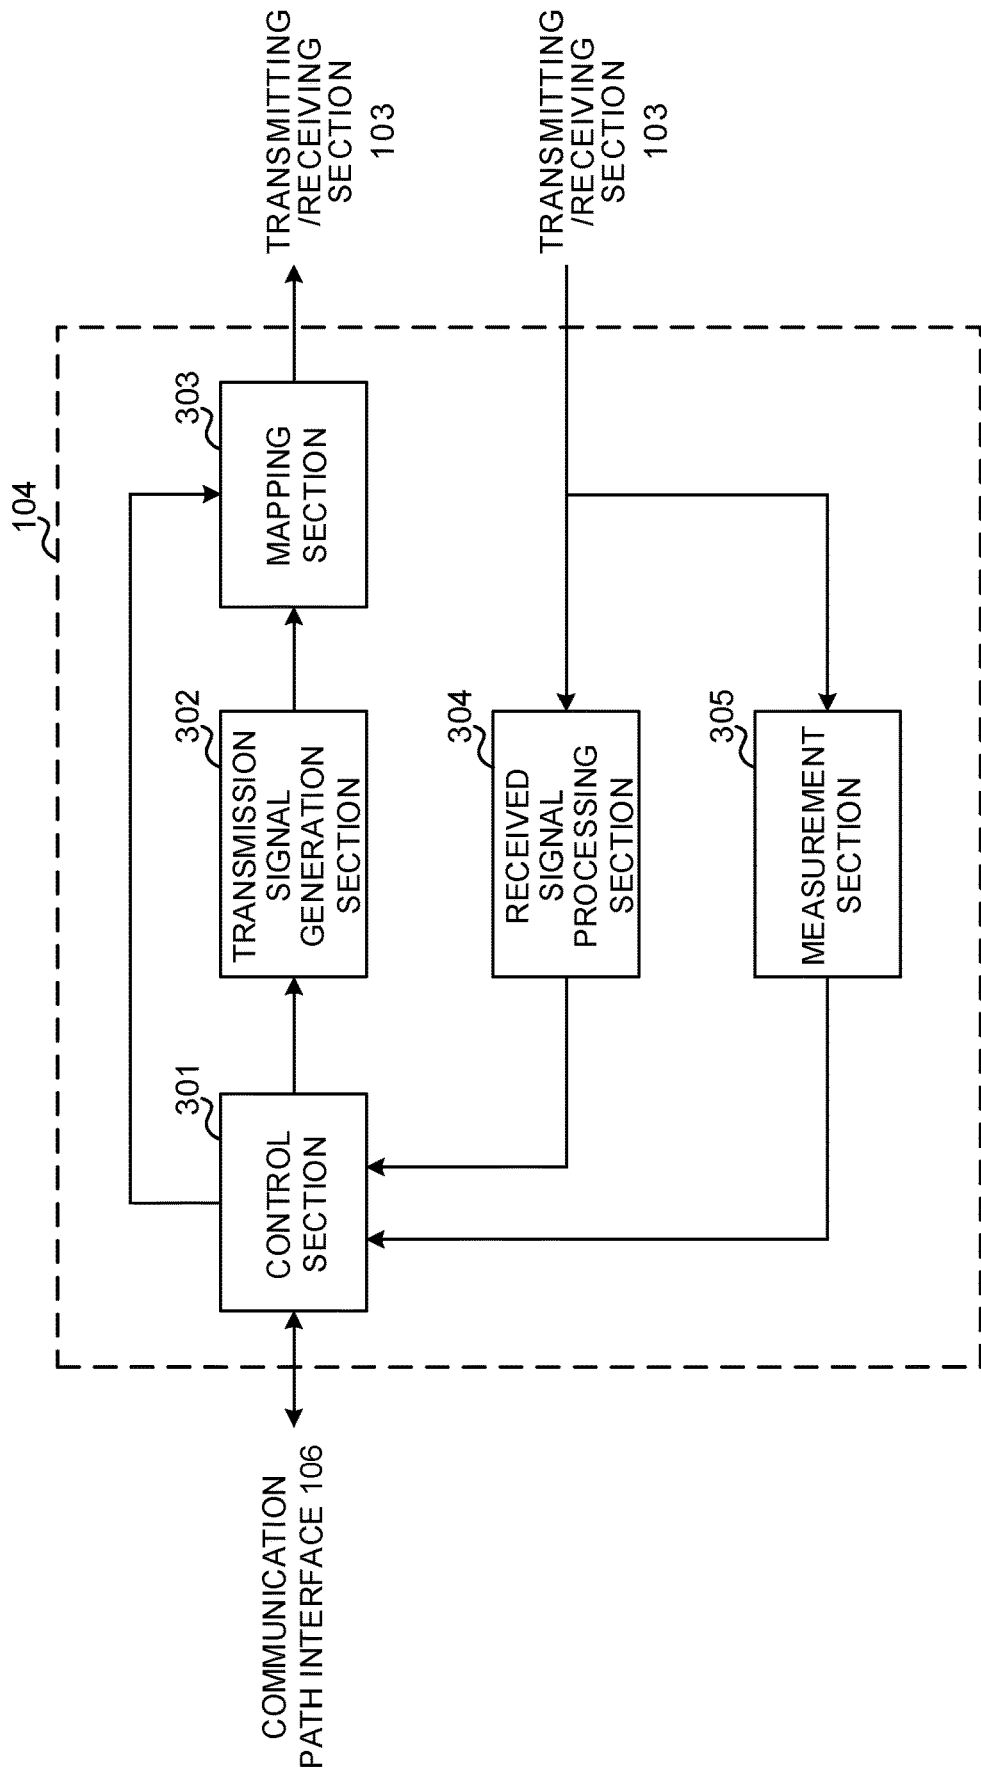 104
COMMUNICATION
PATH INTERFACE 106
301
CONTROL
SECTION
302
TRANSMISSION
SIGNAL
GENERATION
SECTION
303
MAPPING
SECTION
TRANSMITTING
/RECEIVING
SECTION
103
304
RECEIVED
SIGNAL
PROCESSING
SECTION
TRANSMITTING
/RECEIVING
SECTION
103
305
MEASUREMENT
SECTION